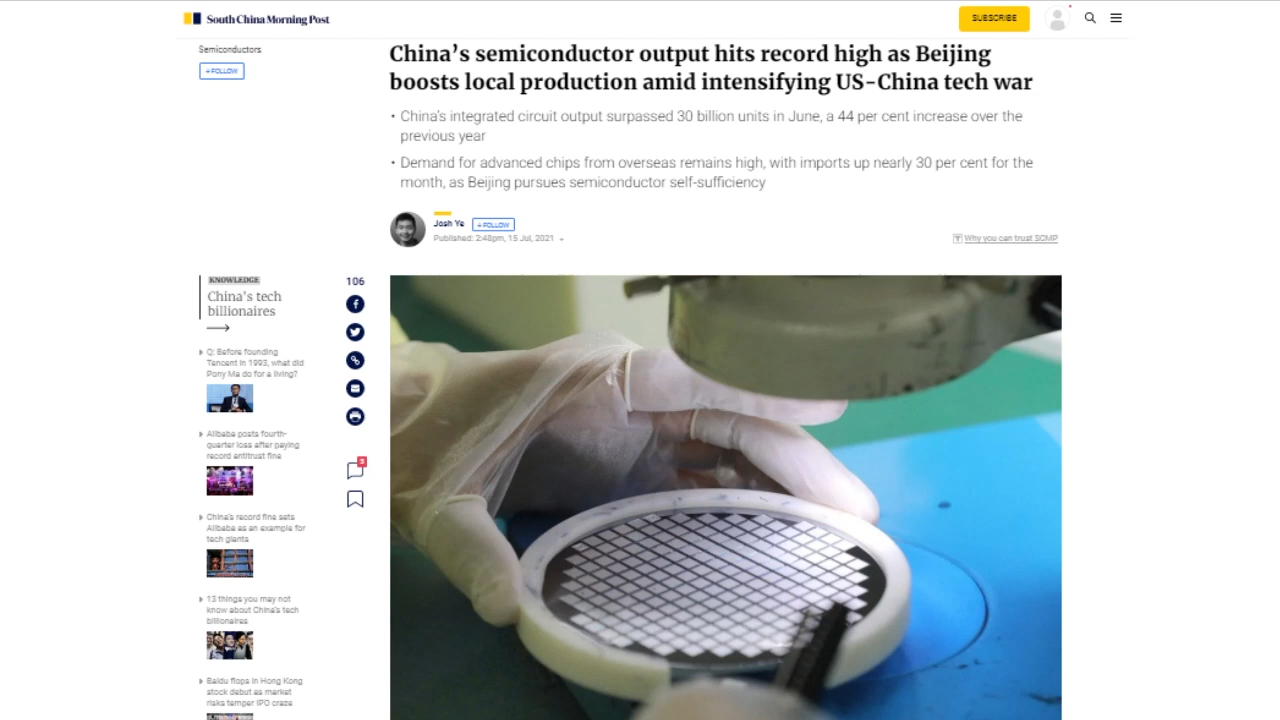 South China Morning Post
SUBSCRIBE
Semiconductors
+ FOLLOW
China’s semiconductor output hits record high as Beijing
boosts local production amid intensifying US-China tech war
• China's integrated circuit output surpassed 30 billion units in June, a 44 per cent increase over the
previous year
• Demand for advanced chips from overseas remains high, with imports up nearly 30 per cent for the
month, as Beijing pursues semiconductor self-sufficiency
Josh Ye
+ FOLLOW
Published: 2:48pm, 15 Jul, 2021
Why you can trust SCMP
KNOWLEDGE
China's tech
billionaires
Q: Before founding
Tencent in 1993, what did
Pony Ma do for a living?
Alibaba posts fourth-
quarter loss after paying
record antitrust fine
China's record fine sets
Alibaba as an example for
tech giants
13 things you may not
know about China's tech
billionaires
Baidu flops in Hong Kong
stock debut as market
risks temper IPO craze
106
3